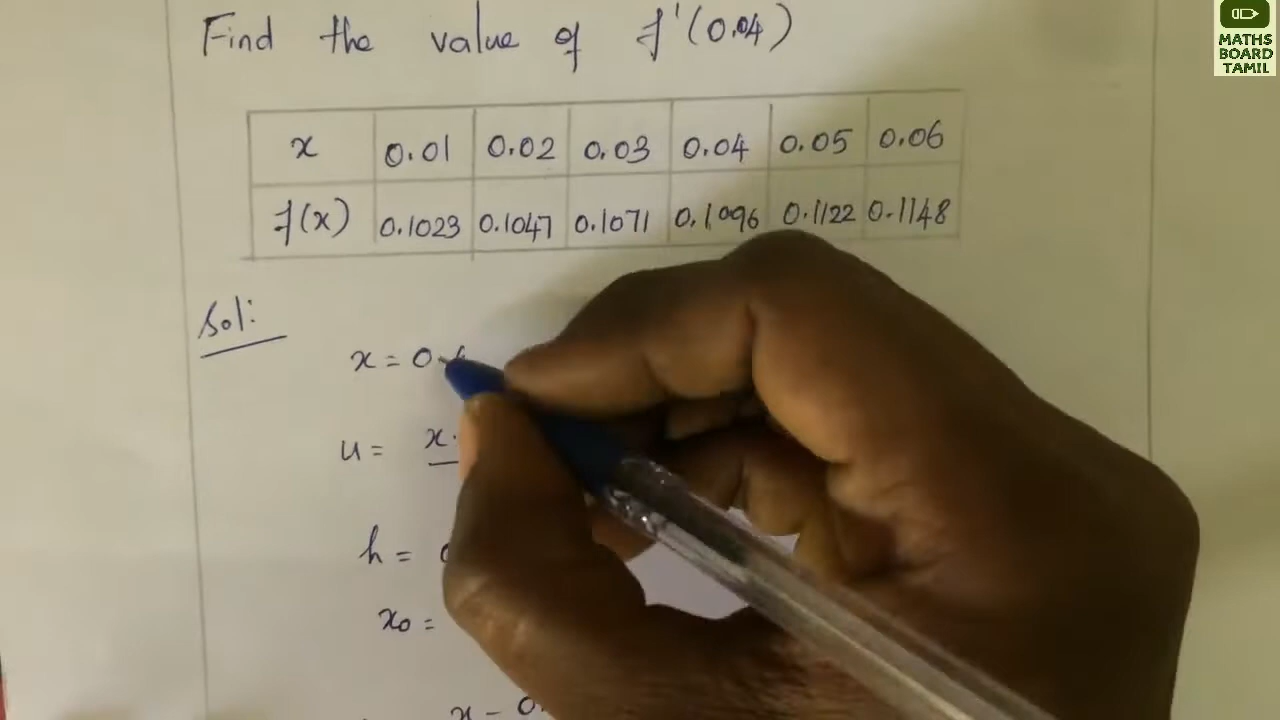 Find the value of f'(0.04)
MATHS
BOARD
TAMIL
x 0.01 0.02 0.03 0.04 0.05 0.06
f(x) 0.1023 0.1047 0.1071 0.1096 0.1122 0.1148
Sol:
x = 0.
u = x
h =
x₀ =
x - 0.